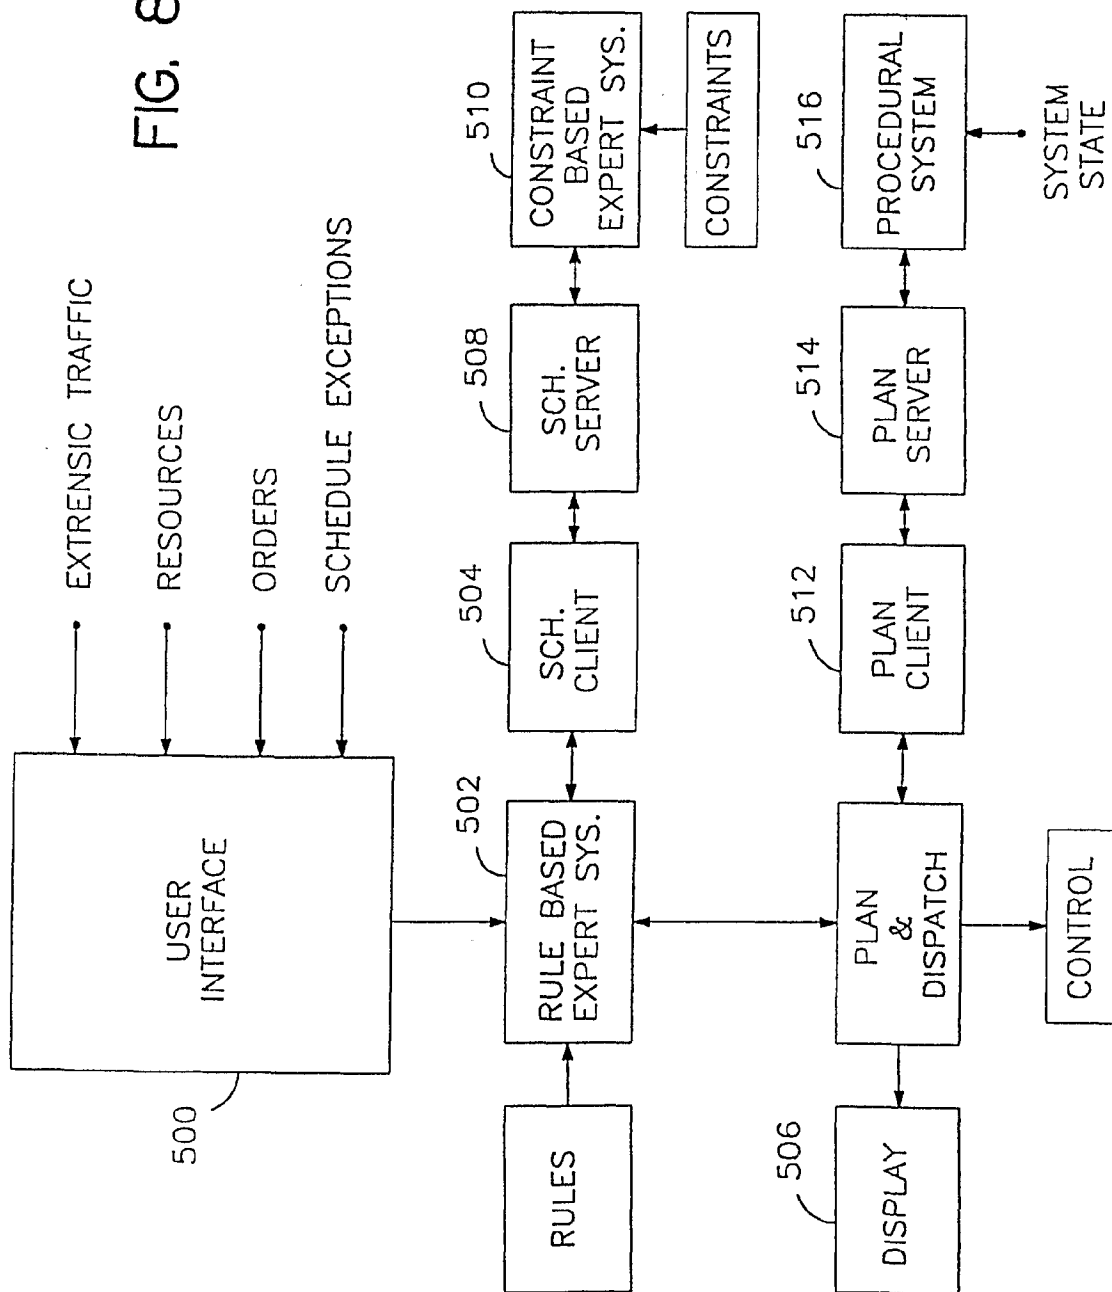 FIG. 8
EXTRENSIC TRAFFIC
RESOURCES
ORDERS
SCHEDULE EXCEPTIONS
USER
INTERFACE
500
RULES
502
RULE BASED
EXPERT SYS.
504
SCH.
CLIENT
508
SCH.
SERVER
510
CONSTRAINT
BASED
EXPERT SYS.
CONSTRAINTS
506
DISPLAY
PLAN
&
DISPATCH
CONTROL
512
PLAN
CLIENT
514
PLAN
SERVER
516
PROCEDURAL
SYSTEM
SYSTEM
STATE